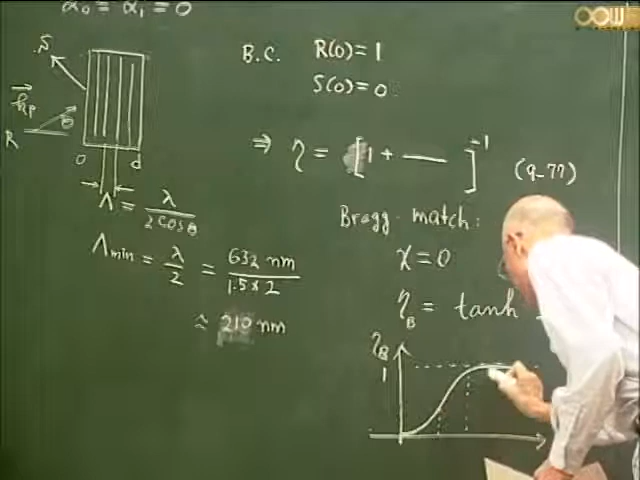 α₀ = α₁ = 0
OCW
S
B.C. R(0) = 1
S(0) = 0
k⃗p
θ
R
0 d
⇒ η = [1 + —— ]⁻¹ (9-77)
Λ = λ / 2cosθ
Bragg-match:
Λmin = λ/2 = 632 nm / 1.5 × 2
χ = 0
≈ 210 nm
η_B = tanh
η_B
1